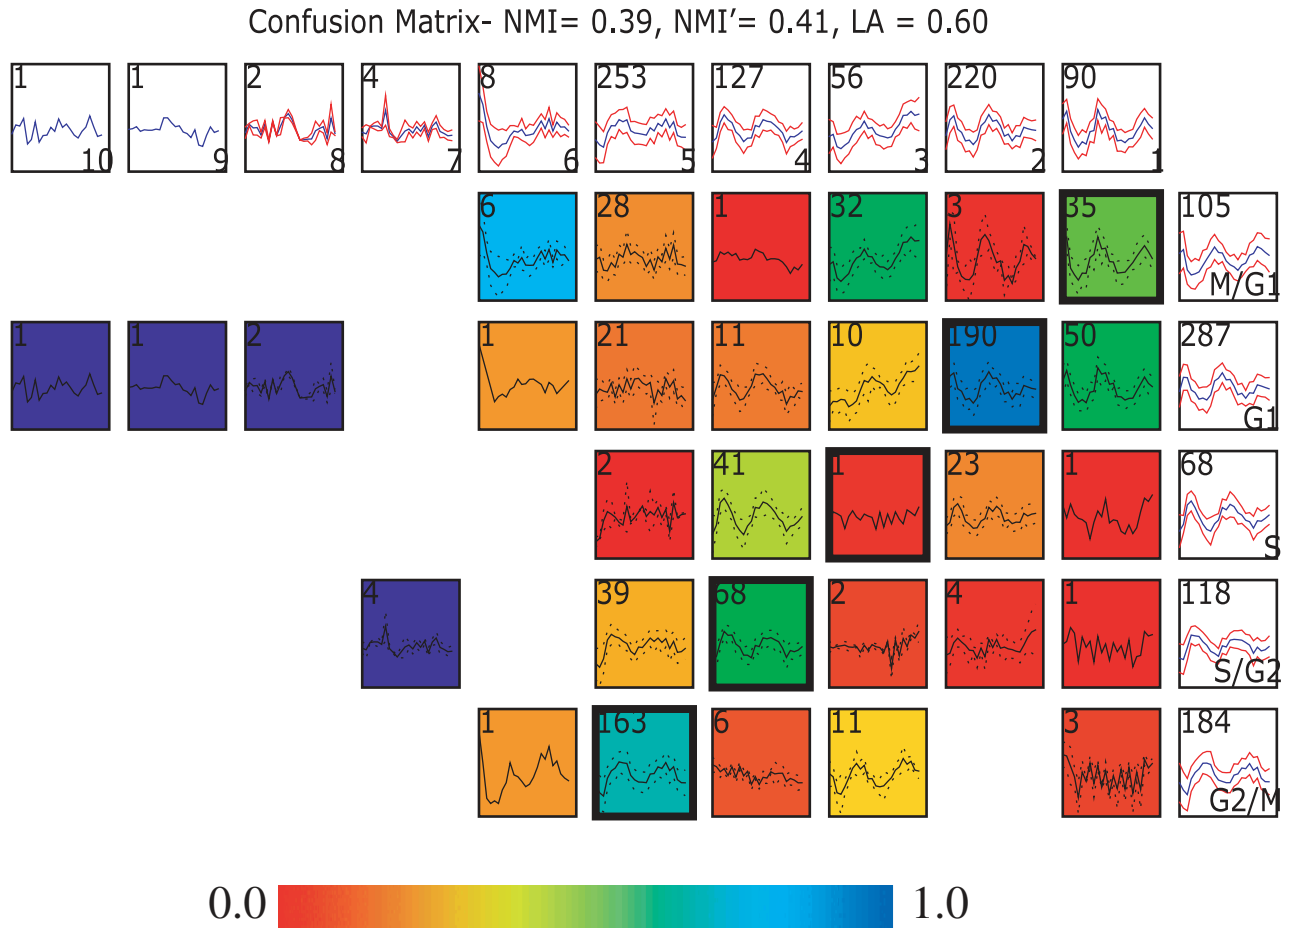 Confusion Matrix- NMI= 0.39, NMI′= 0.41, LA = 0.60
1 1 2 4 8 253 127 56 220 90
10 9 8 7 6 5 4 3 2 1
6 28 1 32 3 35 105
M/G1
1 1 2 1 21 11 10 190 50 287
G1
2 41 1 23 1 68
S
4 39 68 2 4 1 118
S/G2
1 163 6 11 3 184
G2/M
0.0 1.0